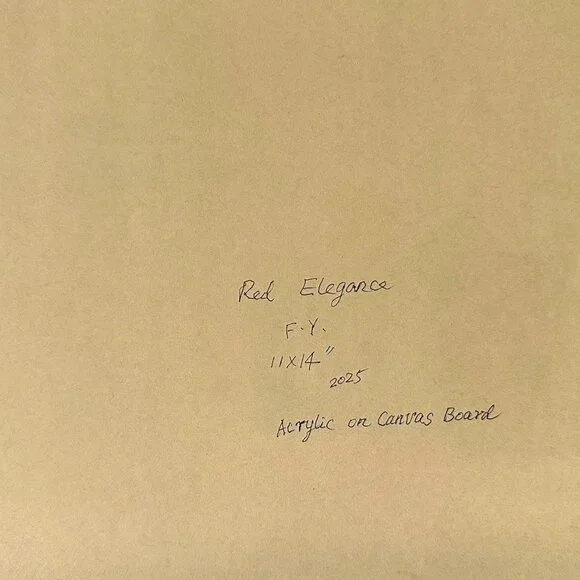 Red Elegance
F.Y.
11X14"
2025
Acrylic on Canvas Board